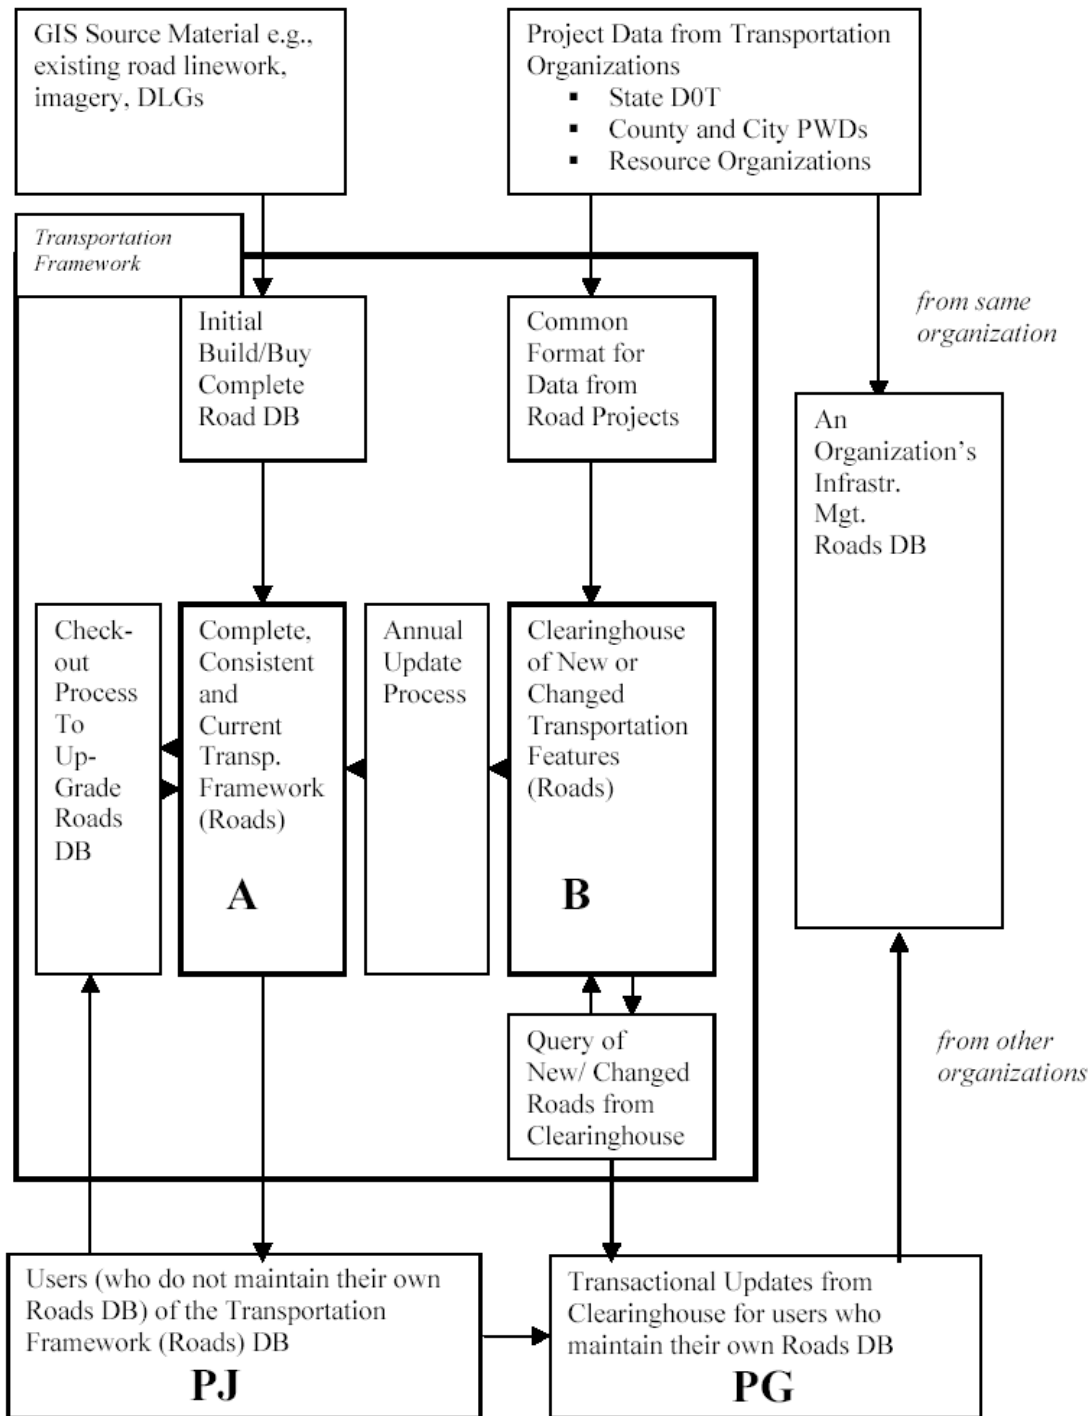 GIS Source Material e.g.,
existing road linework,
imagery, DLGs
Project Data from Transportation
Organizations
▪ State D0T
▪ County and City PWDs
▪ Resource Organizations
Transportation
Framework
from same
organization
Initial
Build/Buy
Complete
Road DB
Common
Format for
Data from
Road Projects
An
Organization's
Infrastr.
Mgt.
Roads DB
Check-
out
Process
To
Up-
Grade
Roads
DB
Complete,
Consistent
and
Current
Transp.
Framework
(Roads)
A
Annual
Update
Process
Clearinghouse
of New or
Changed
Transportation
Features
(Roads)
B
Query of
New/ Changed
Roads from
Clearinghouse
from other
organizations
Users (who do not maintain their own
Roads DB) of the Transportation
Framework (Roads) DB
PJ
Transactional Updates from
Clearinghouse for users who
maintain their own Roads DB
PG